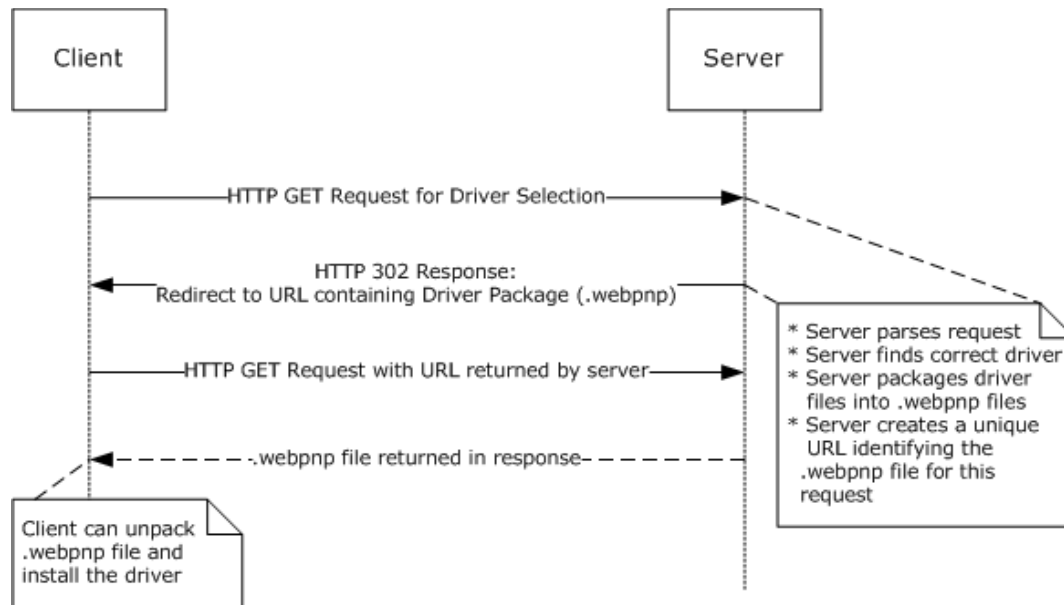 Client
Server
HTTP GET Request for Driver Selection
HTTP 302 Response:
Redirect to URL containing Driver Package (.webpnp)
* Server parses request
* Server finds correct driver
* Server packages driver
files into .webpnp files
* Server creates a unique
URL identifying the
.webpnp file for this
request
HTTP GET Request with URL returned by server
.webpnp file returned in response
Client can unpack
.webpnp file and
install the driver